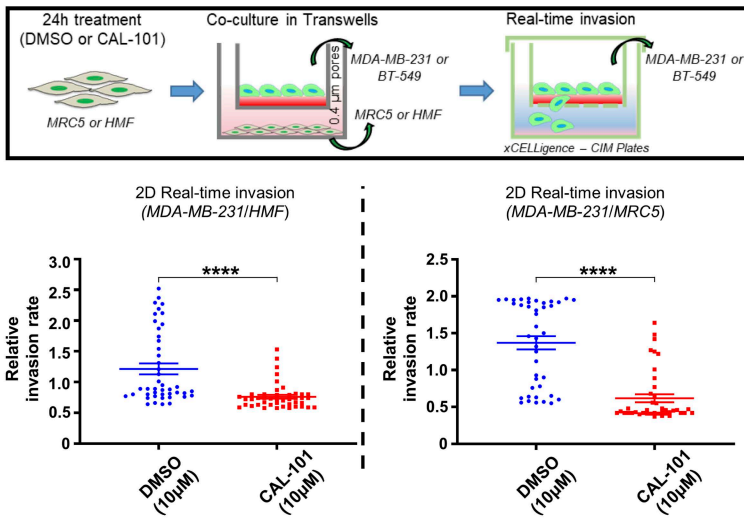 24h treatment
(DMSO or CAL-101)
MRC5 or HMF
Co-culture in Transwells
0.4 µm pores
MDA-MB-231 or
BT-549
MRC5 or HMF
Real-time invasion
MDA-MB-231 or
BT-549
xCELLigence – CIM Plates
2D Real-time invasion
(MDA-MB-231/HMF)
Relative
invasion rate
3.0
2.5
2.0
1.5
1.0
0.5
0
****
DMSO
(10µM)
CAL-101
(10µM)
2D Real-time invasion
(MDA-MB-231/MRC5)
Relative
invasion rate
2.5
2.0
1.5
1.0
0.5
0
****
DMSO
(10µM)
CAL-101
(10µM)